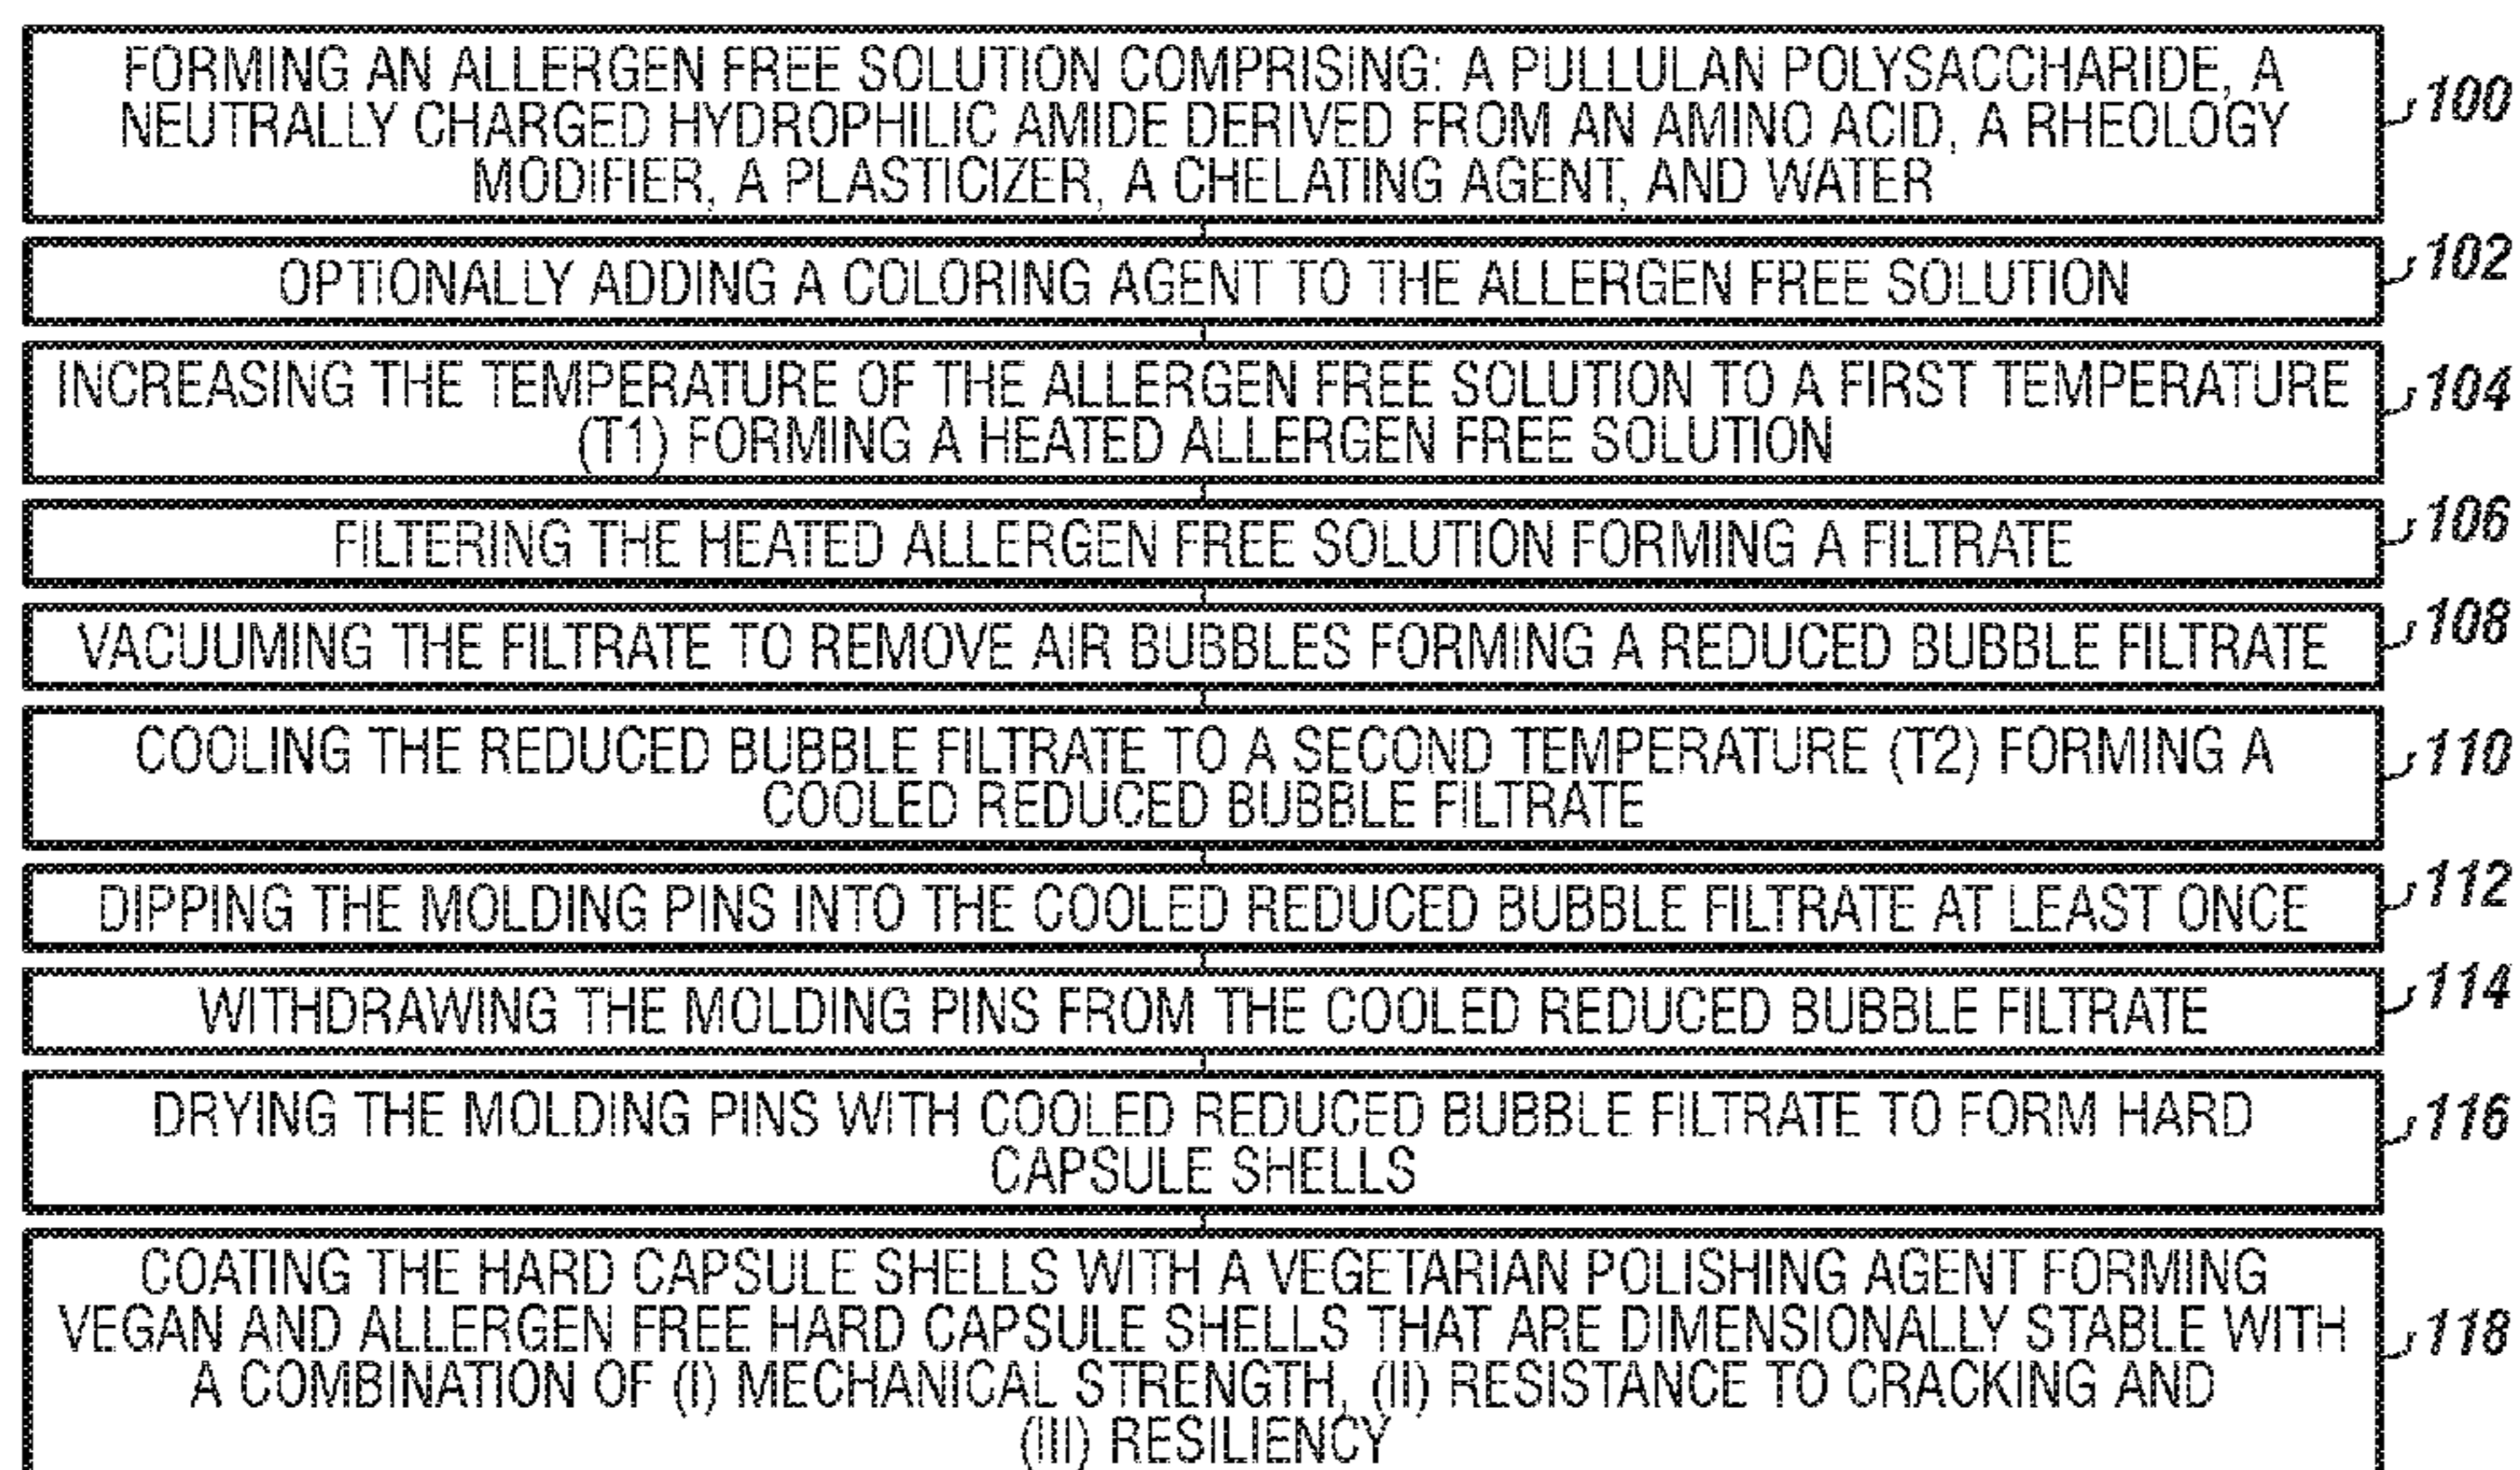 FORMING AN ALLERGEN FREE SOLUTION COMPRISING: A PULLULAN POLYSACCHARIDE, A
NEUTRALLY CHARGED HYDROPHILIC AMIDE DERIVED FROM AN AMINO ACID, A RHEOLOGY
MODIFIER, A PLASTICIZER, A CHELATING AGENT, AND WATER
100
OPTIONALLY ADDING A COLORING AGENT TO THE ALLERGEN FREE SOLUTION
102
INCREASING THE TEMPERATURE OF THE ALLERGEN FREE SOLUTION TO A FIRST TEMPERATURE
(T1) FORMING A HEATED ALLERGEN FREE SOLUTION
104
FILTERING THE HEATED ALLERGEN FREE SOLUTION FORMING A FILTRATE
106
VACUUMING THE FILTRATE TO REMOVE AIR BUBBLES FORMING A REDUCED BUBBLE FILTRATE
108
COOLING THE REDUCED BUBBLE FILTRATE TO A SECOND TEMPERATURE (T2) FORMING A
COOLED REDUCED BUBBLE FILTRATE
110
DIPPING THE MOLDING PINS INTO THE COOLED REDUCED BUBBLE FILTRATE AT LEAST ONCE
112
WITHDRAWING THE MOLDING PINS FROM THE COOLED REDUCED BUBBLE FILTRATE
114
DRYING THE MOLDING PINS WITH COOLED REDUCED BUBBLE FILTRATE TO FORM HARD
CAPSULE SHELLS
116
COATING THE HARD CAPSULE SHELLS WITH A VEGETARIAN POLISHING AGENT FORMING
VEGAN AND ALLERGEN FREE HARD CAPSULE SHELLS THAT ARE DIMENSIONALLY STABLE WITH
A COMBINATION OF (I) MECHANICAL STRENGTH, (II) RESISTANCE TO CRACKING AND
(III) RESILIENCY
118